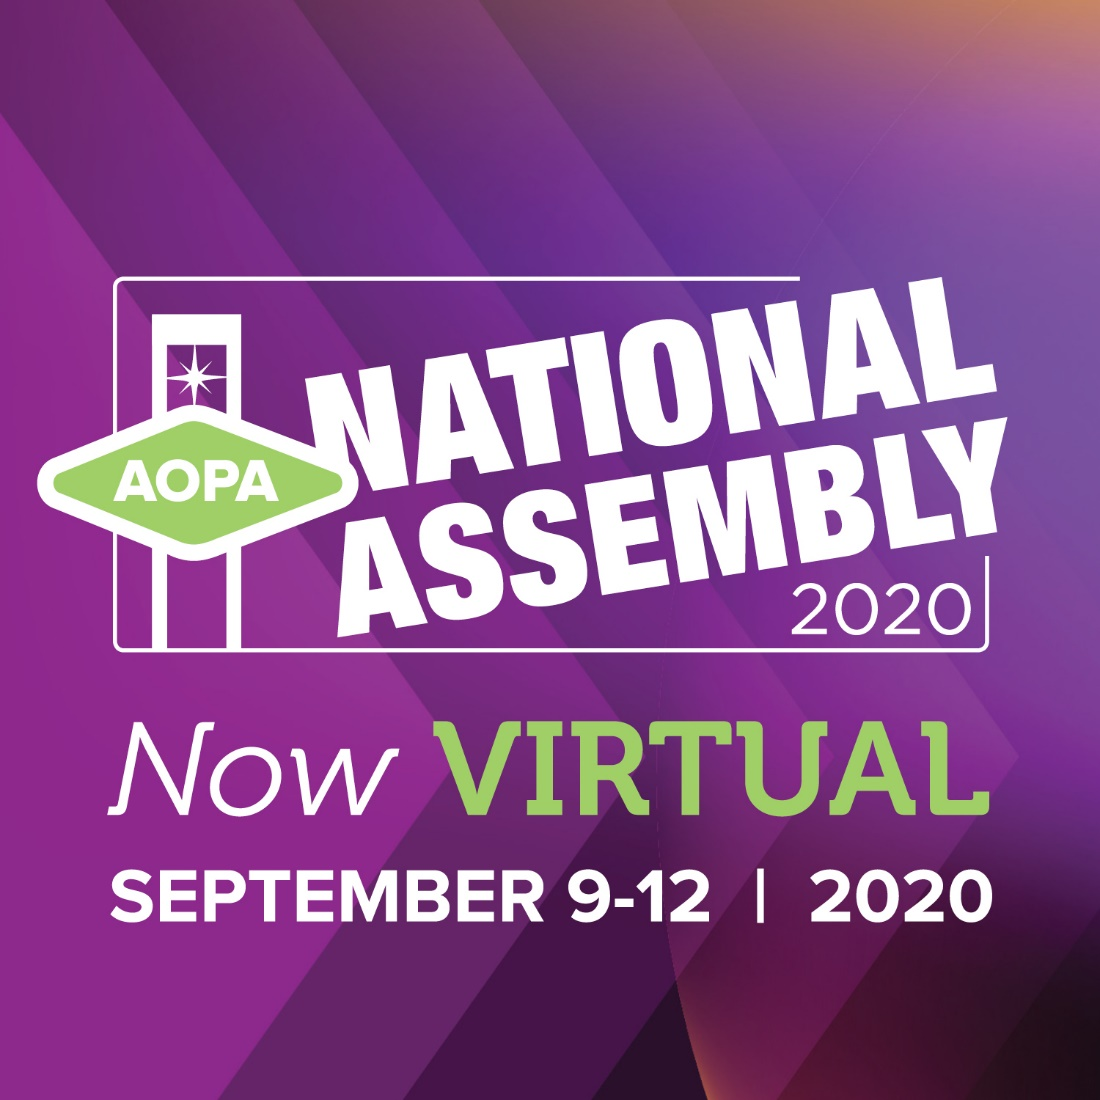 AOPA
NATIONAL
ASSEMBLY
2020
Now VIRTUAL
SEPTEMBER 9-12 | 2020